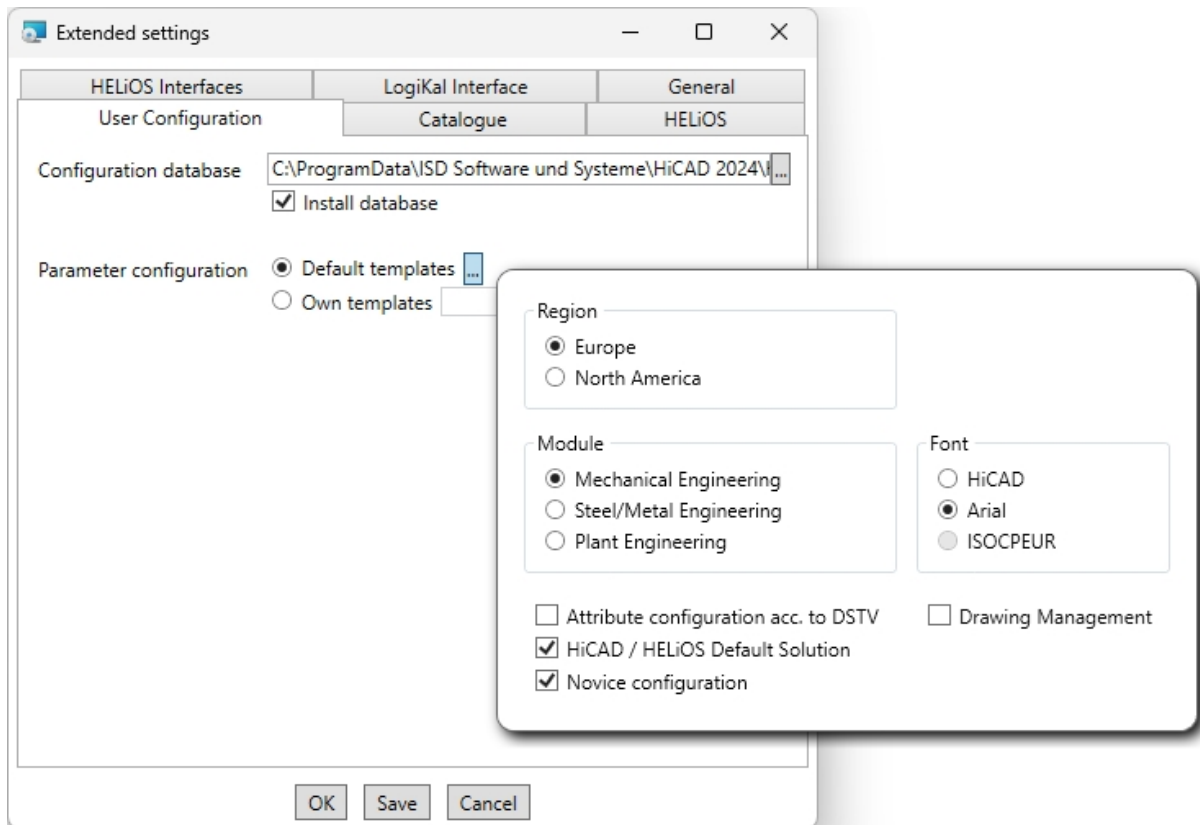 Extended settings
HELiOS Interfaces
LogiKal Interface
General
User Configuration
Catalogue
HELiOS
Configuration database
C:\ProgramData\ISD Software und Systeme\HiCAD 2024\
...
Install database
Parameter configuration
Default templates
...
Own templates
Region
Europe
North America
Module
Mechanical Engineering
Steel/Metal Engineering
Plant Engineering
Font
HiCAD
Arial
ISOCPEUR
Attribute configuration acc. to DSTV
Drawing Management
HiCAD / HELiOS Default Solution
Novice configuration
OK
Save
Cancel